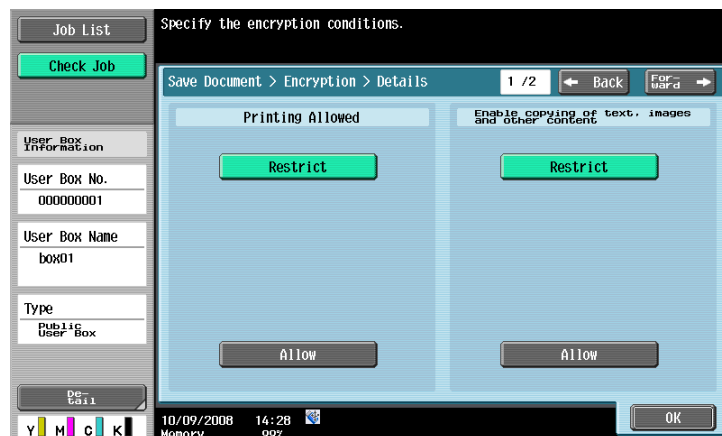 Job List
Check Job
User Box
Information
User Box No.
000000001
User Box Name
box01
Type
Public
User Box
De-
tail
Y M C K
Specify the encryption conditions.
Save Document > Encryption > Details
1 /2
← Back
For-
ward →
Printing Allowed
Restrict
Allow
Enable copying of text, images
and other content
Restrict
Allow
10/09/2008 14:28
Memory 99%
OK